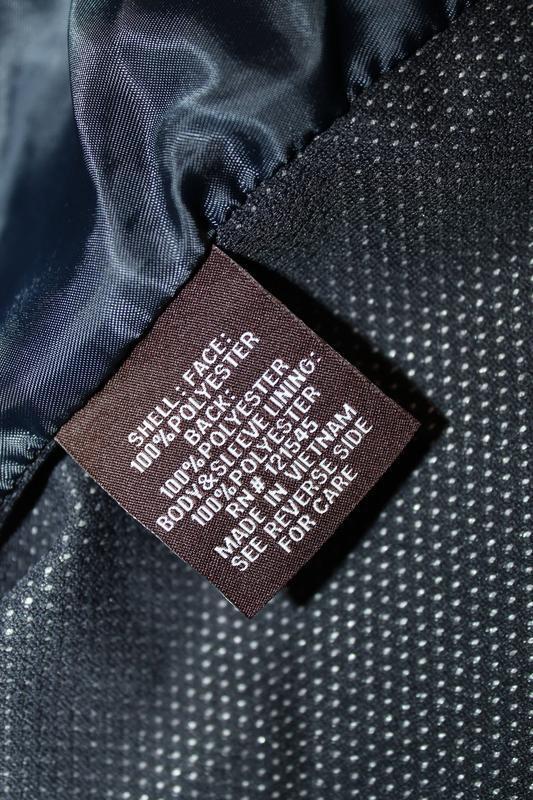 SHELL: FACE:
100% POLYESTER
BACK:
100% POLYESTER
BODY & SLEEVE LINING:
100% POLYESTER
RN# 121545
MADE IN VIETNAM
SEE REVERSE SIDE
FOR CARE